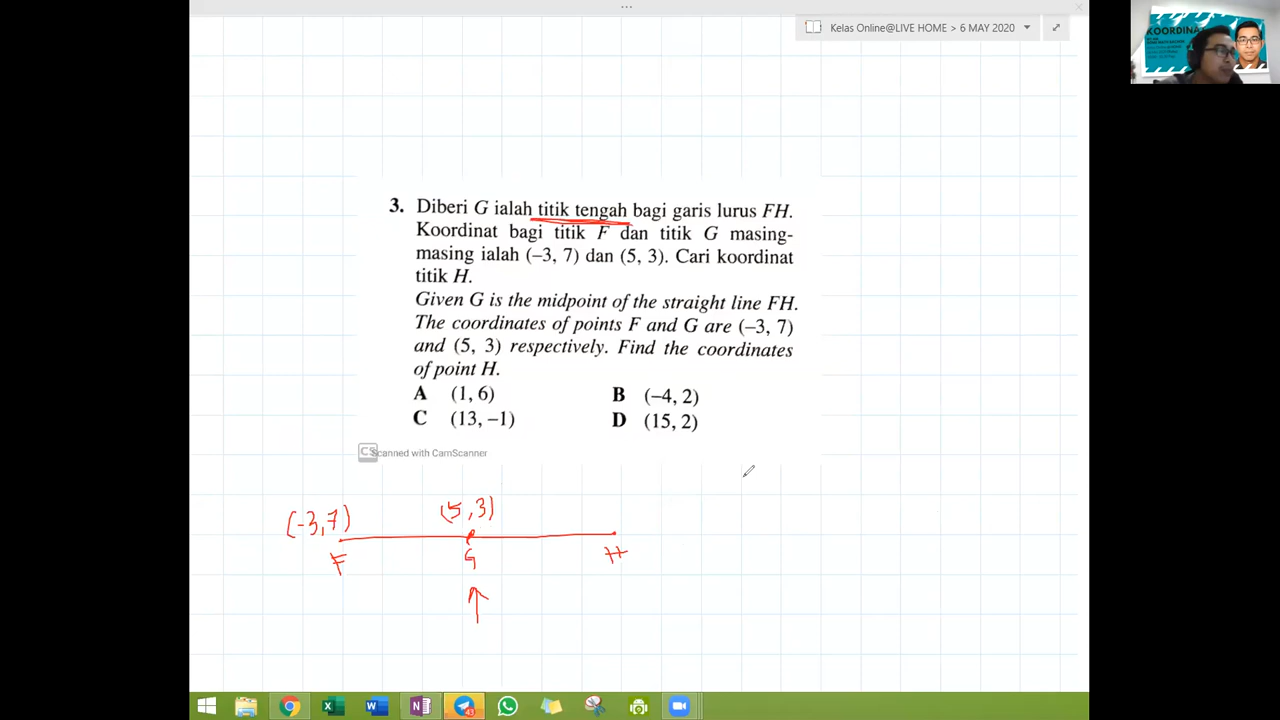 Kelas Online@LIVE HOME > 6 MAY 2020
KOORDINAT
3. Diberi G ialah titik tengah bagi garis lurus FH.
Koordinat bagi titik F dan titik G masing-
masing ialah (–3, 7) dan (5, 3). Cari koordinat
titik H.
Given G is the midpoint of the straight line FH.
The coordinates of points F and G are (–3, 7)
and (5, 3) respectively. Find the coordinates
of point H.
A (1, 6) B (–4, 2)
C (13, –1) D (15, 2)
CS Scanned with CamScanner
(-3,7) (5,3)
F G H